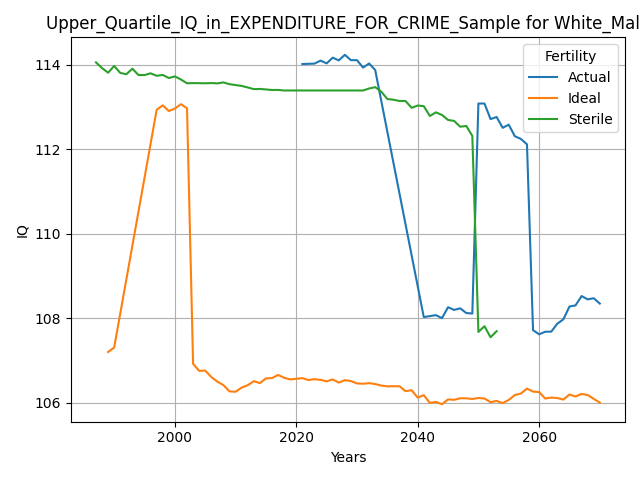 Upper_Quartile_IQ_in_EXPENDITURE_FOR_CRIME_Sample for White_Mal
Fertility
Actual
Ideal
Sterile
114
112
110
108
106
IQ
2000
2020
2040
2060
Years